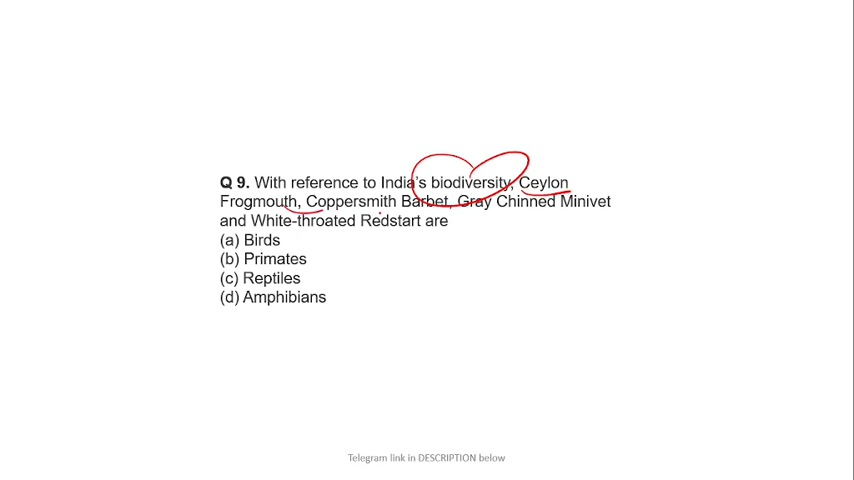 Q 9. With reference to India's biodiversity, Ceylon
Frogmouth, Coppersmith Barbet, Gray Chinned Minivet
and White-throated Redstart are
(a) Birds
(b) Primates
(c) Reptiles
(d) Amphibians
Telegram link in DESCRIPTION below